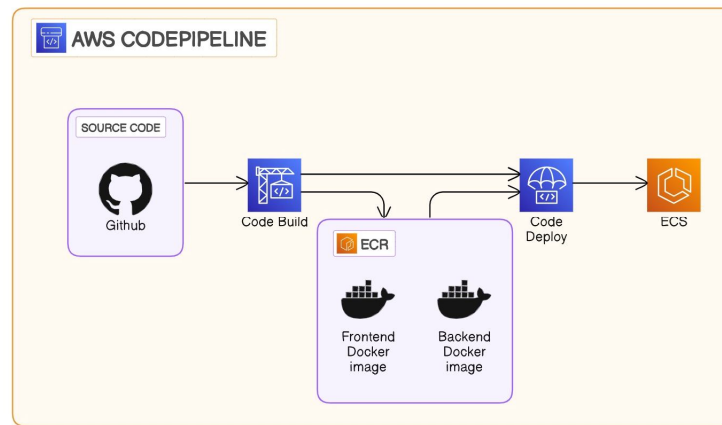 AWS CODEPIPELINE
SOURCE CODE
Github
Code Build
Code
Deploy
ECS
ECR
Frontend
Docker
image
Backend
Docker
image